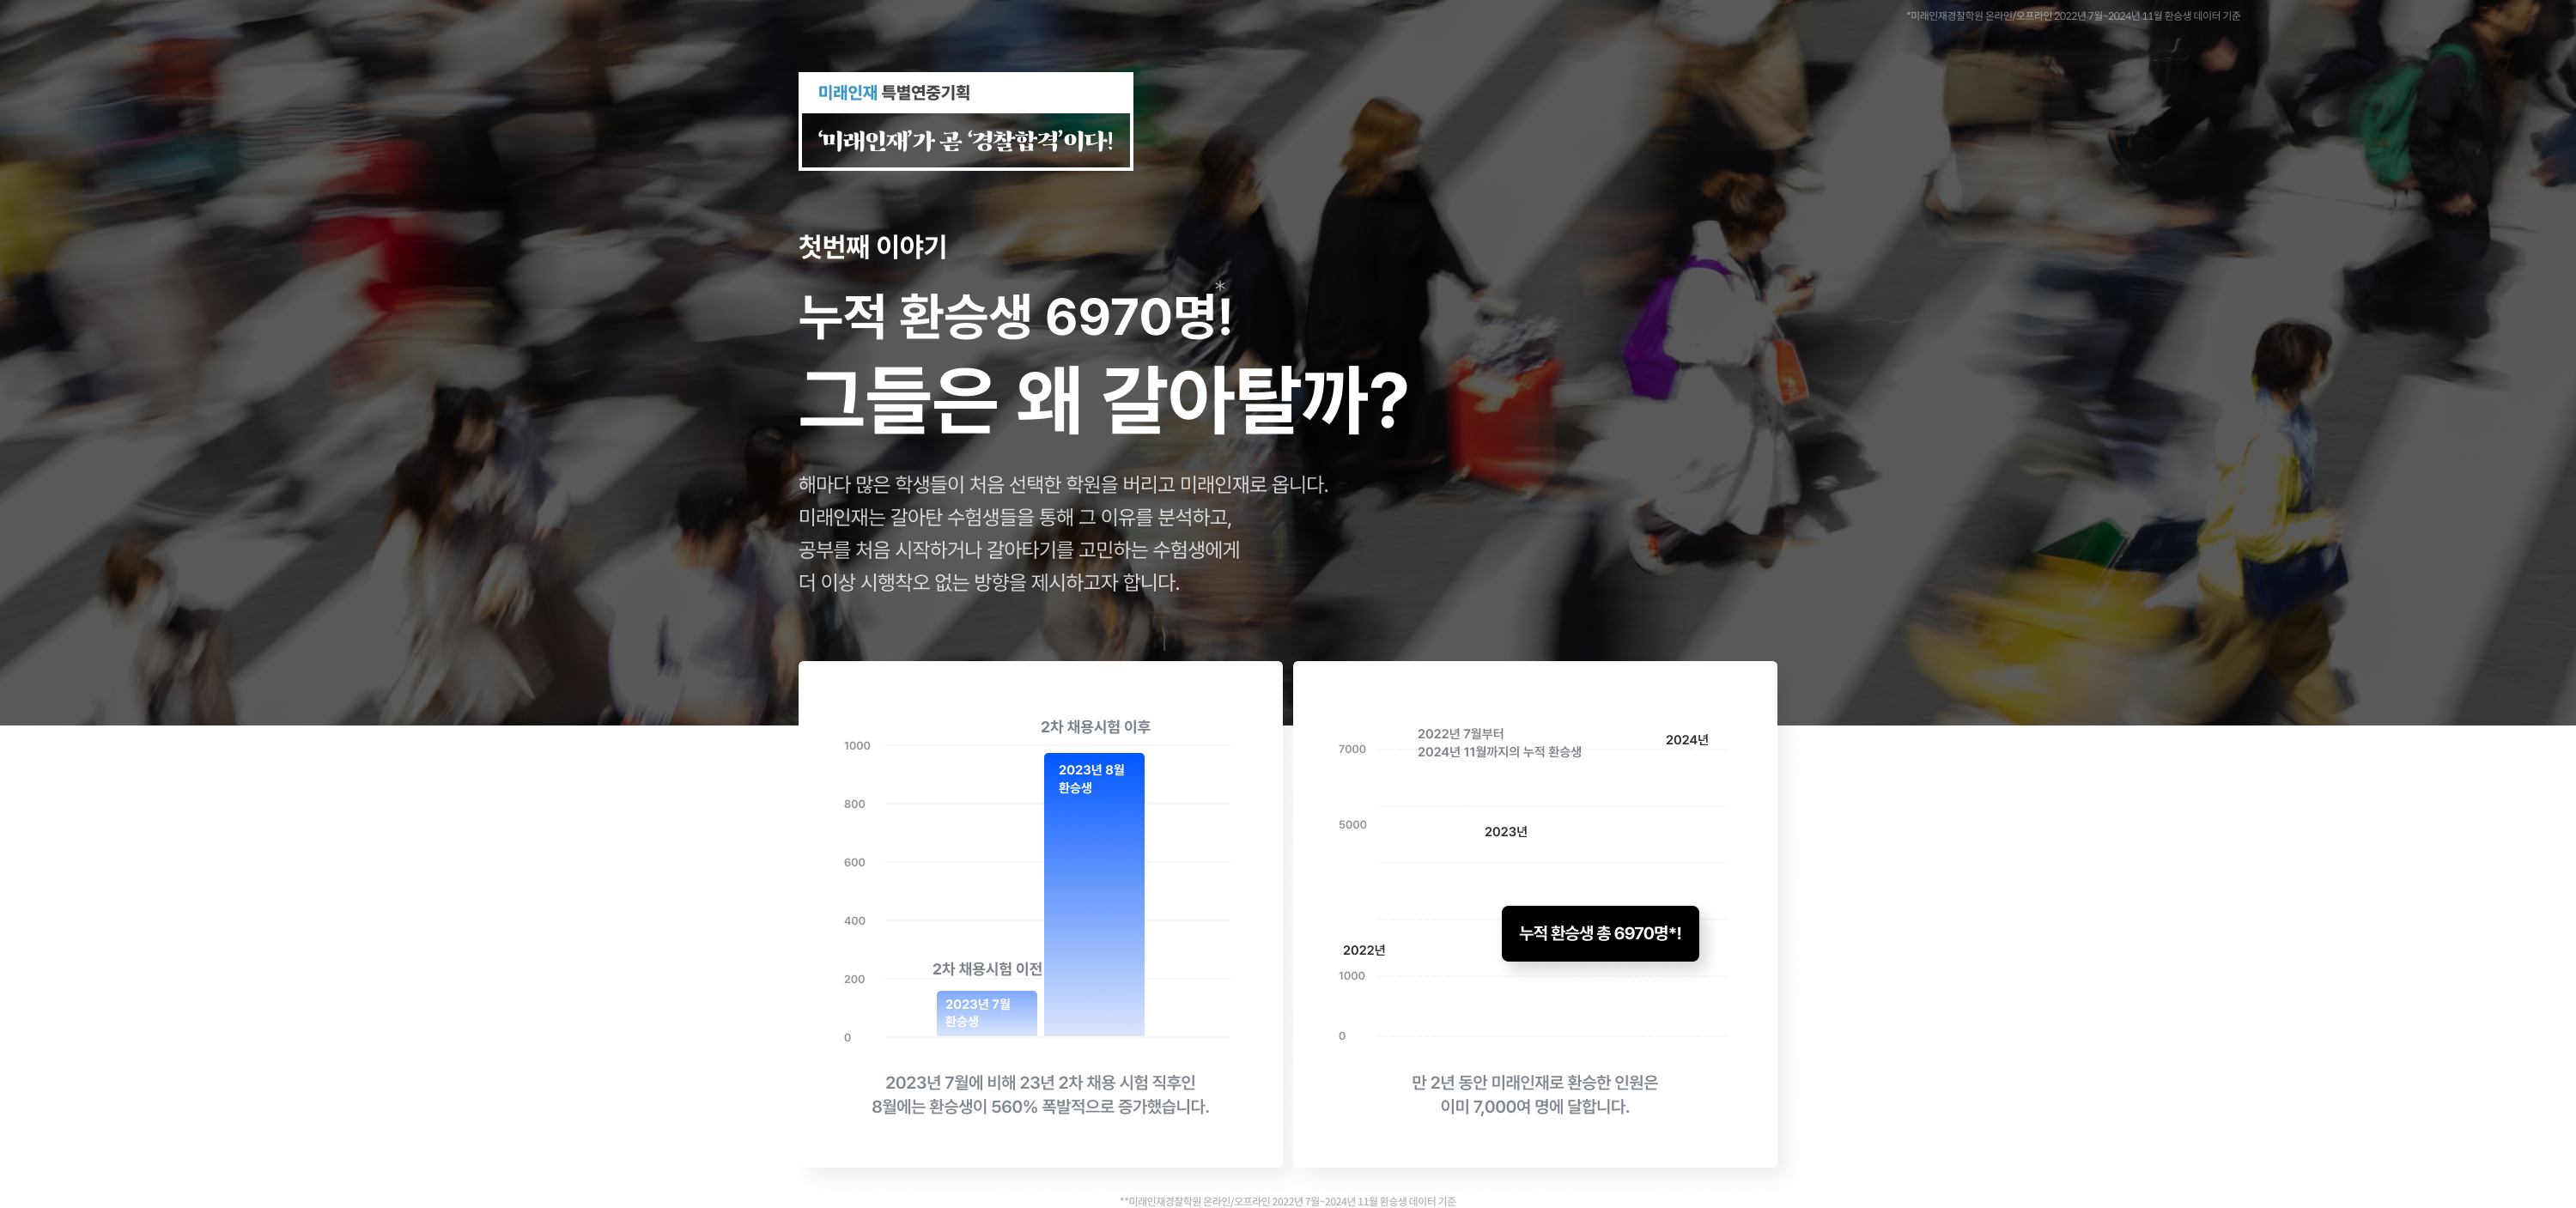 *미래인재경찰학원 온라인/오프라인 2022년 7월~2024년 11월 환승생 데이터 기준
미래인재 특별연중기획
‘미래인재’가 곧 ‘경찰합격’이다!
첫번째 이야기
누적 환승생 6970명!*
그들은 왜 갈아탈까?
해마다 많은 학생들이 처음 선택한 학원을 버리고 미래인재로 옵니다.
미래인재는 갈아탄 수험생들을 통해 그 이유를 분석하고,
공부를 처음 시작하거나 갈아타기를 고민하는 수험생에게
더 이상 시행착오 없는 방향을 제시하고자 합니다.
2차 채용시험 이후
1000
2023년 8월
환승생
800
600
400
2차 채용시험 이전
200
2023년 7월
환승생
0
2023년 7월에 비해 23년 2차 채용 시험 직후인
8월에는 환승생이 560% 폭발적으로 증가했습니다.
2022년 7월부터
2024년 11월까지의 누적 환승생
2024년
7000
5000
2023년
누적 환승생 총 6970명*!
2022년
1000
0
만 2년 동안 미래인재로 환승한 인원은
이미 7,000여 명에 달합니다.
**미래인재경찰학원 온라인/오프라인 2022년 7월~2024년 11월 환승생 데이터 기준